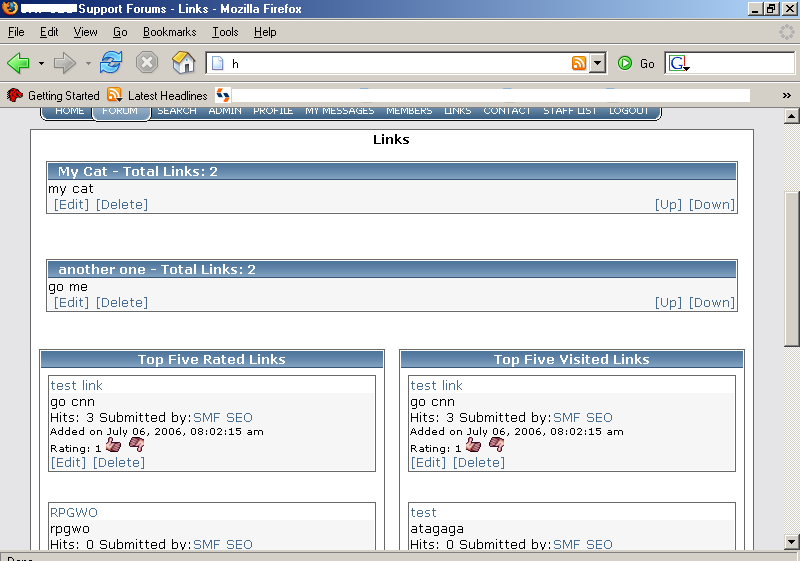 Support Forums - Links - Mozilla Firefox
File Edit View Go Bookmarks Tools Help
h Go G
Getting Started Latest Headlines »
HOME FORUM SEARCH ADMIN PROFILE MY MESSAGES MEMBERS LINKS CONTACT STAFF LIST LOGOUT
Links
My Cat - Total Links: 2
my cat
[Edit] [Delete] [Up] [Down]
another one - Total Links: 2
go me
[Edit] [Delete] [Up] [Down]
Top Five Rated Links
test link
go cnn
Hits: 3 Submitted by:SMF SEO
Added on July 06, 2006, 08:02:15 am
Rating: 1
[Edit] [Delete]
RPGWO
rpgwo
Hits: 0 Submitted by:SMF SEO
Top Five Visited Links
test link
go cnn
Hits: 3 Submitted by:SMF SEO
Added on July 06, 2006, 08:02:15 am
Rating: 1
[Edit] [Delete]
test
atagaga
Hits: 0 Submitted by:SMF SEO